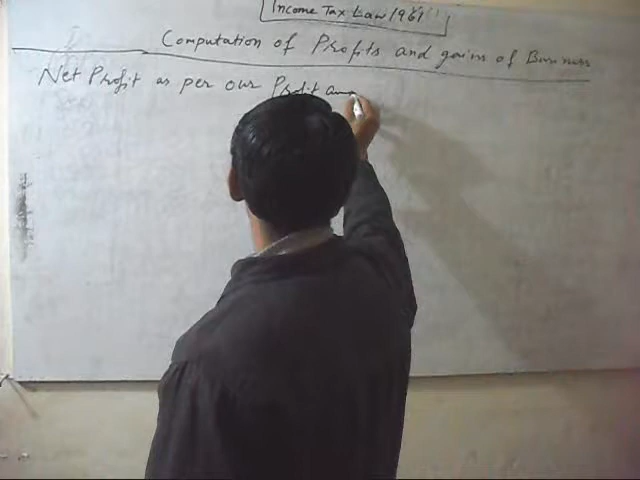 Income Tax Law 1961"
Computation of Profits and gains of Business
Net Profit as per our Profit an